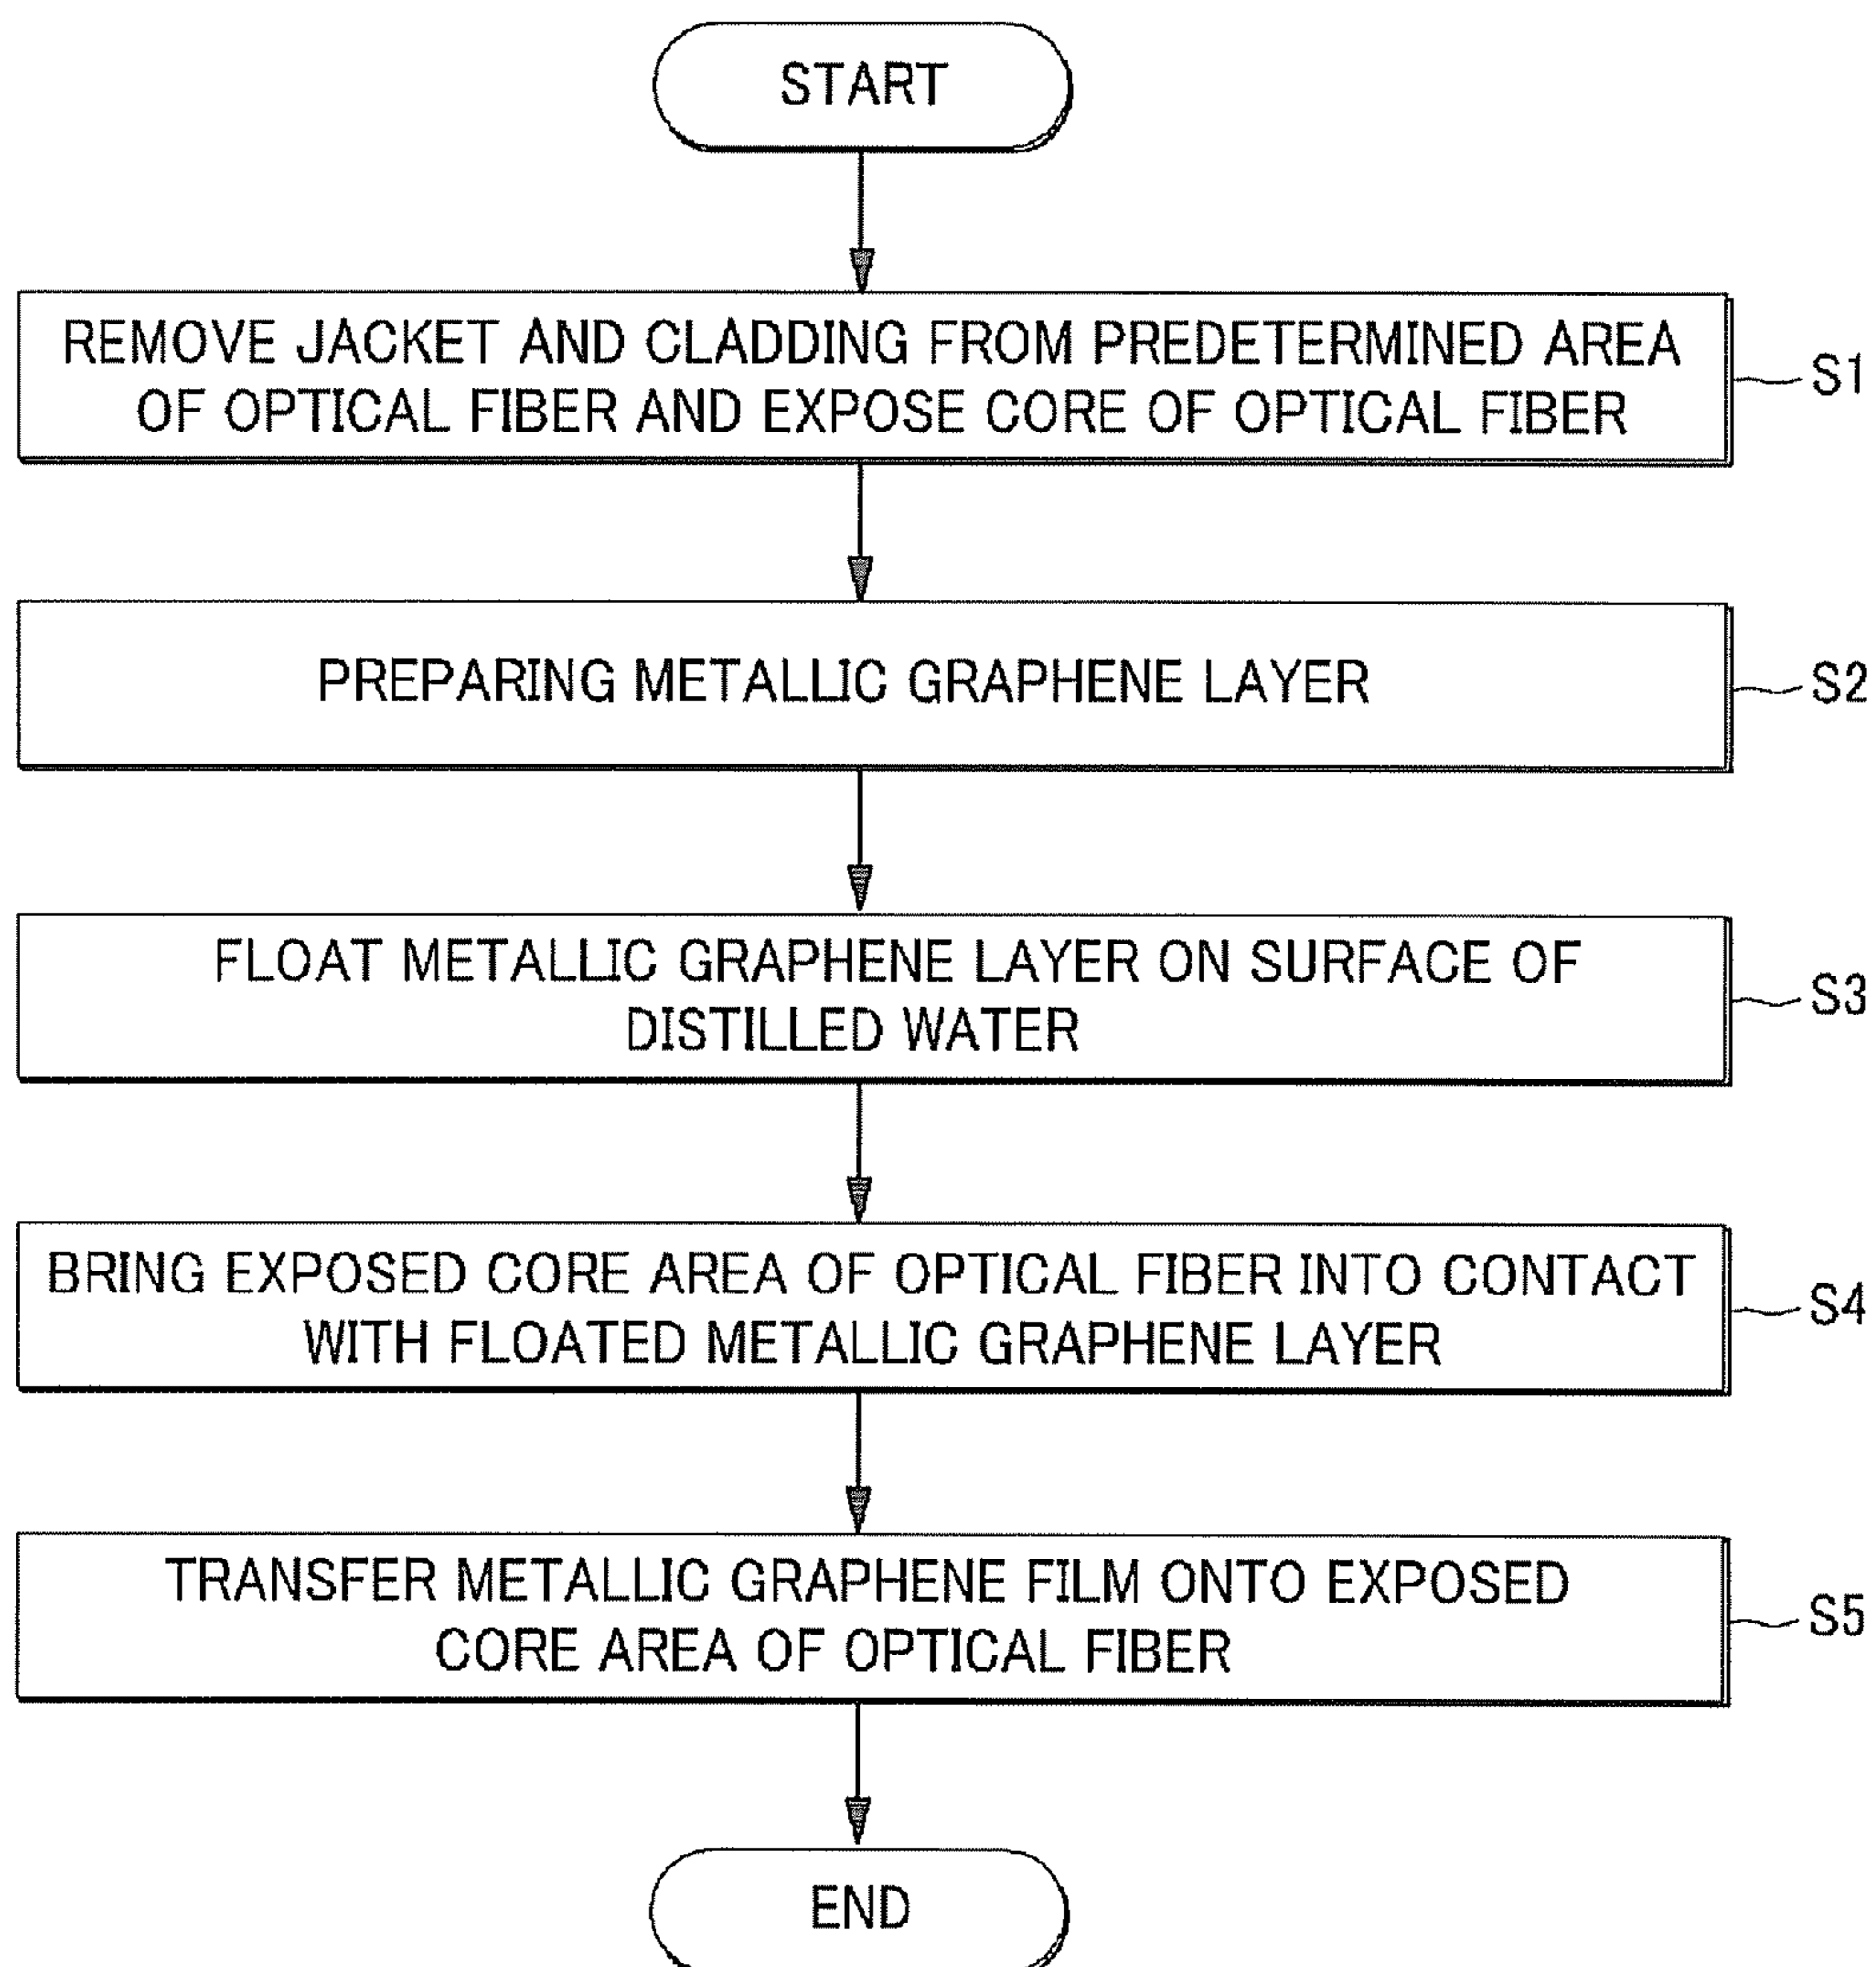 START
REMOVE JACKET AND CLADDING FROM PREDETERMINED AREA
OF OPTICAL FIBER AND EXPOSE CORE OF OPTICAL FIBER
S1
PREPARING METALLIC GRAPHENE LAYER
S2
FLOAT METALLIC GRAPHENE LAYER ON SURFACE OF
DISTILLED WATER
S3
BRING EXPOSED CORE AREA OF OPTICAL FIBER INTO CONTACT
WITH FLOATED METALLIC GRAPHENE LAYER
S4
TRANSFER METALLIC GRAPHENE FILM ONTO EXPOSED
CORE AREA OF OPTICAL FIBER
S5
END